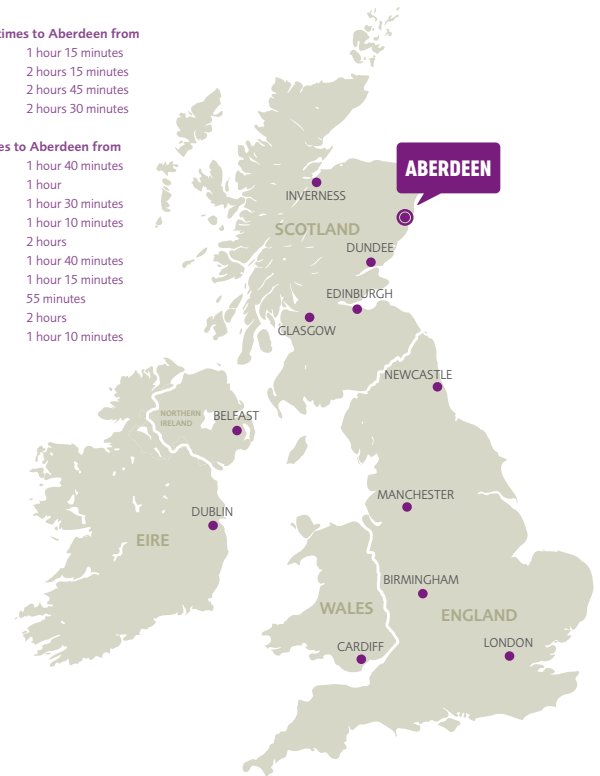 times to Aberdeen from
1 hour 15 minutes
2 hours 15 minutes
2 hours 45 minutes
2 hours 30 minutes
es to Aberdeen from
1 hour 40 minutes
1 hour
1 hour 30 minutes
1 hour 10 minutes
2 hours
1 hour 40 minutes
1 hour 15 minutes
55 minutes
2 hours
1 hour 10 minutes
ABERDEEN
INVERNESS
SCOTLAND
DUNDEE
EDINBURGH
GLASGOW
NEWCASTLE
NORTHERN
IRELAND
BELFAST
MANCHESTER
DUBLIN
EIRE
BIRMINGHAM
WALES
ENGLAND
CARDIFF
LONDON